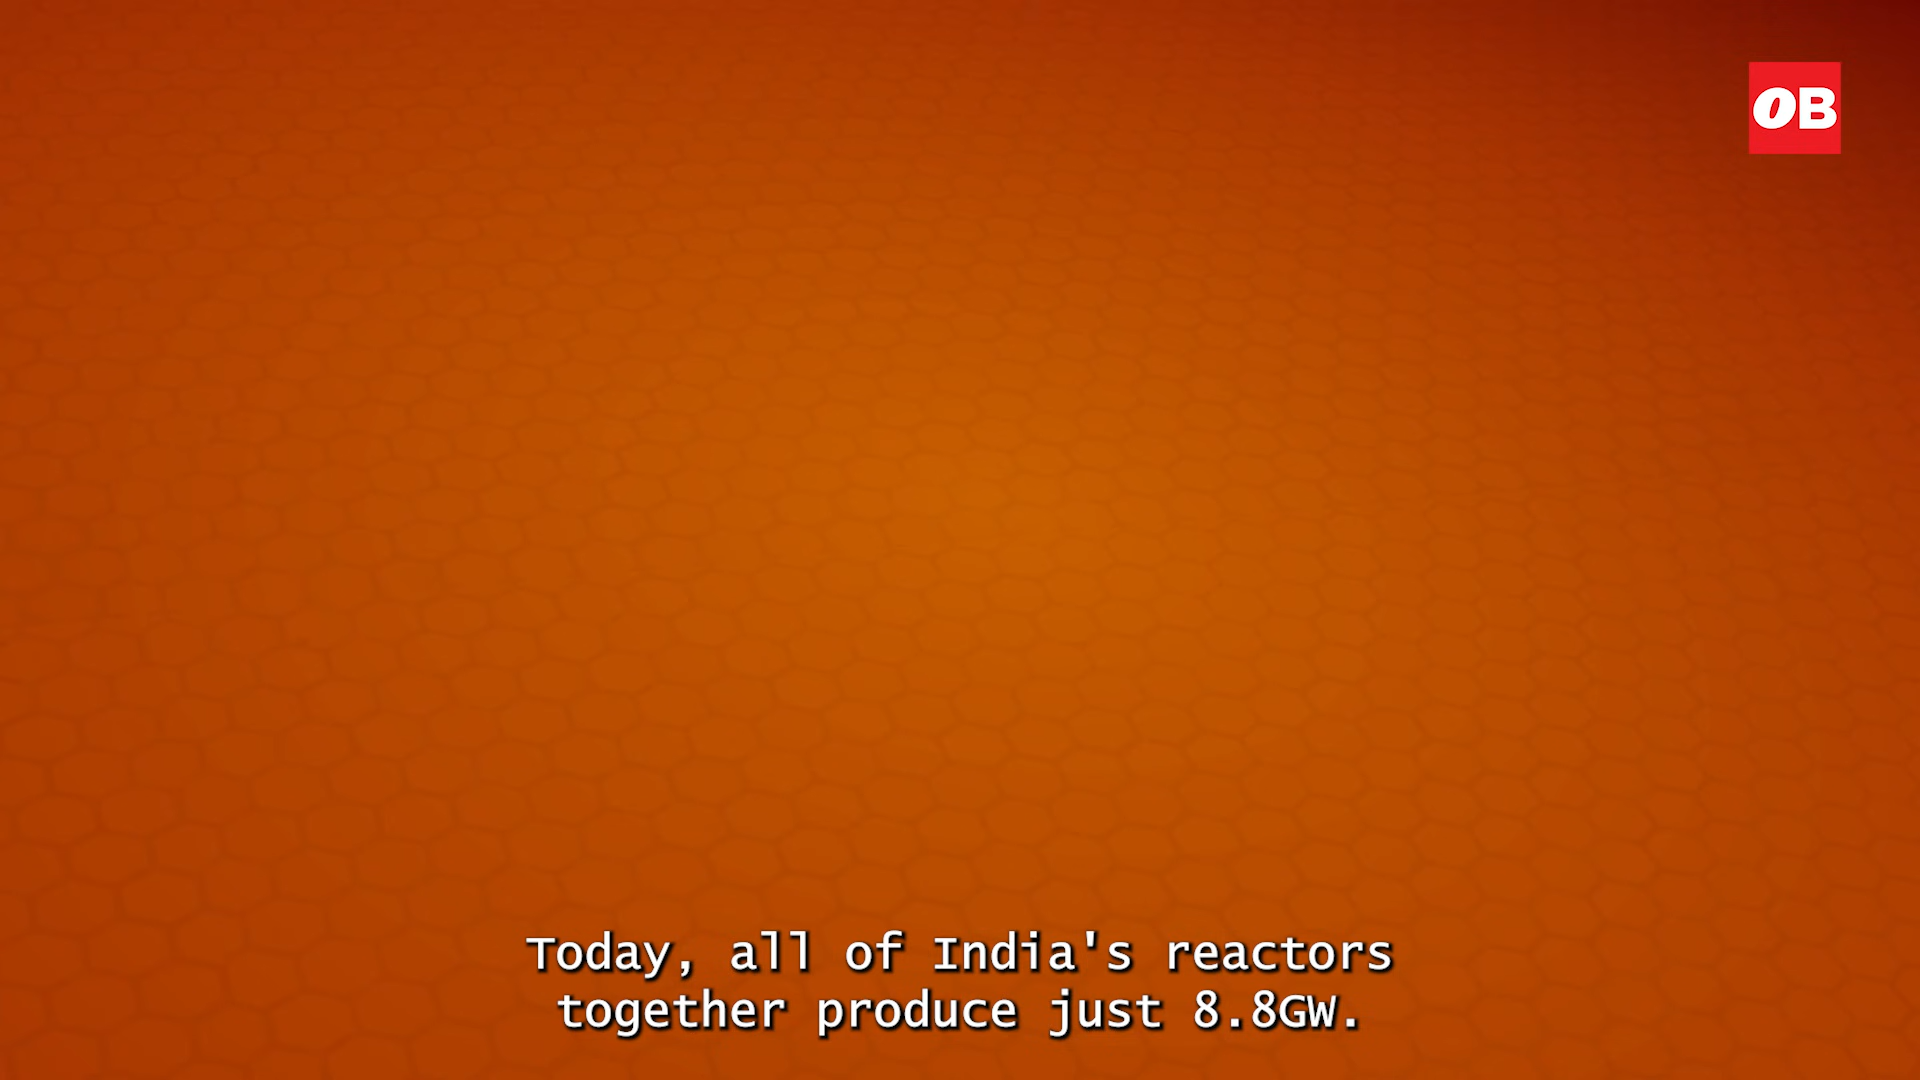 OB
Today, all of India's reactors
together produce just 8.8GW.